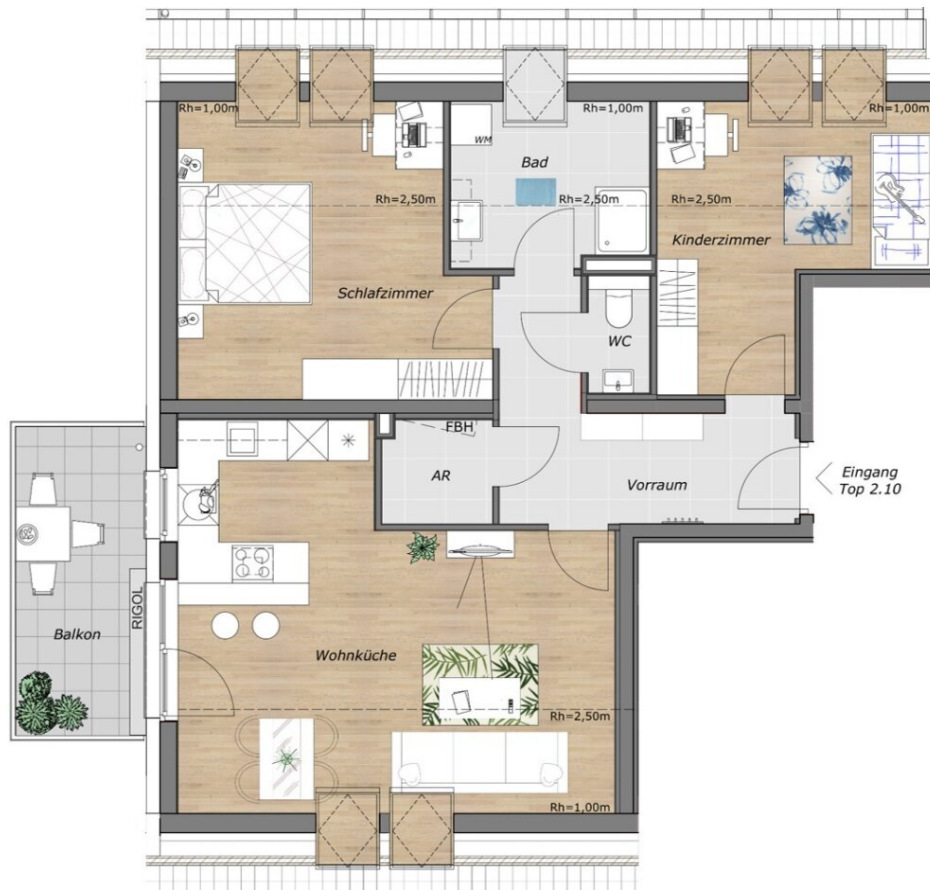 Rh=1,00m
Rh=1,00m
Rh=1,00m
WM
Bad
Rh=2,50m
Rh=2,50m
Rh=2,50m
Kinderzimmer
Schlafzimmer
WC
FBH
AR
Vorraum
Eingang
Top 2.10
RIGOL
Balkon
Wohnküche
Rh=2,50m
Rh=1,00m